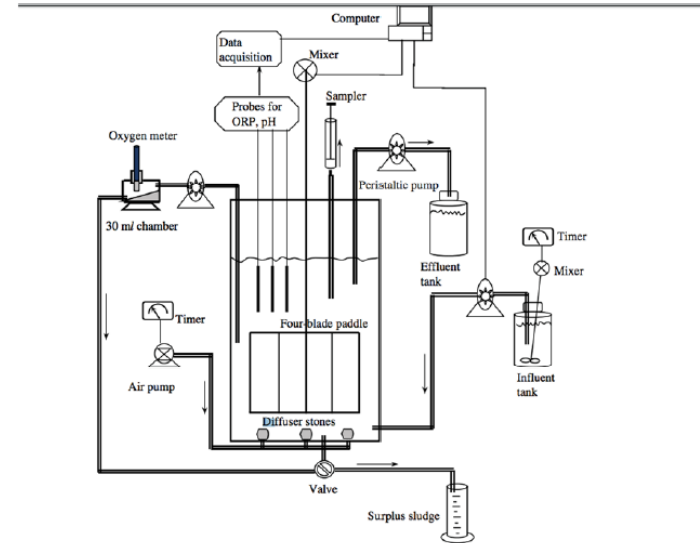 Computer
Data
acquisition
Mixer
Probes for
ORP, pH
Sampler
Oxygen meter
Peristaltic pump
30 ml chamber
Timer
Effluent
tank
Mixer
Timer
Four-blade paddle
Air pump
Influent
tank
Diffuser stones
Valve
Surplus sludge